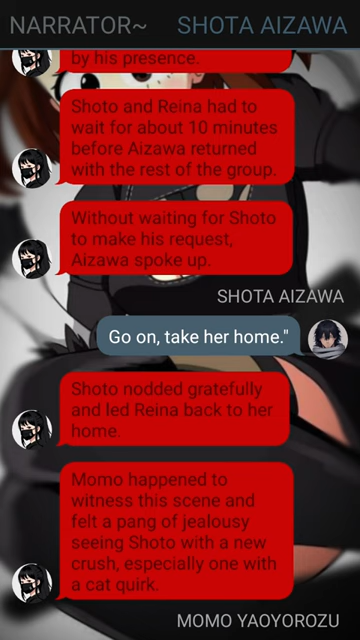 NARRATOR~ SHOTA AIZAWA
by his presence.
Shoto and Reina had to
wait for about 10 minutes
before Aizawa returned
with the rest of the group.
Without waiting for Shoto
to make his request,
Aizawa spoke up.
SHOTA AIZAWA
Go on, take her home."
Shoto nodded gratefully
and led Reina back to her
home.
Momo happened to
witness this scene and
felt a pang of jealousy
seeing Shoto with a new
crush, especially one with
a cat quirk.
MOMO YAOYOROZU